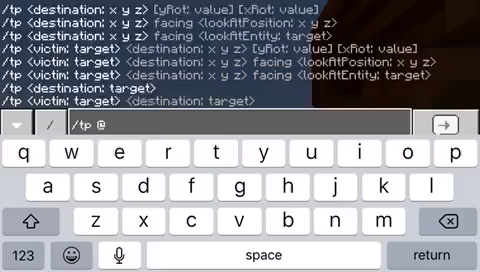 /tp <destination: x y z> [yRot: value] [xRot: value]
/tp <destination: x y z> facing <lookAtPosition: x y z>
/tp <destination: x y z> facing <lookAtEntity: target>
/tp <victim: target> <destination: x y z> [yRot: value] [xRot: value]
/tp <victim: target> <destination: x y z> facing <lookAtPosition: x y z>
/tp <victim: target> <destination: x y z> facing <lookAtEntity: target>
/tp <destination: target>
/tp <victim: target> <destination: target>
/ /tp @
q w e r t y u i o p
a s d f g h j k l
z x c v b n m
123 space return